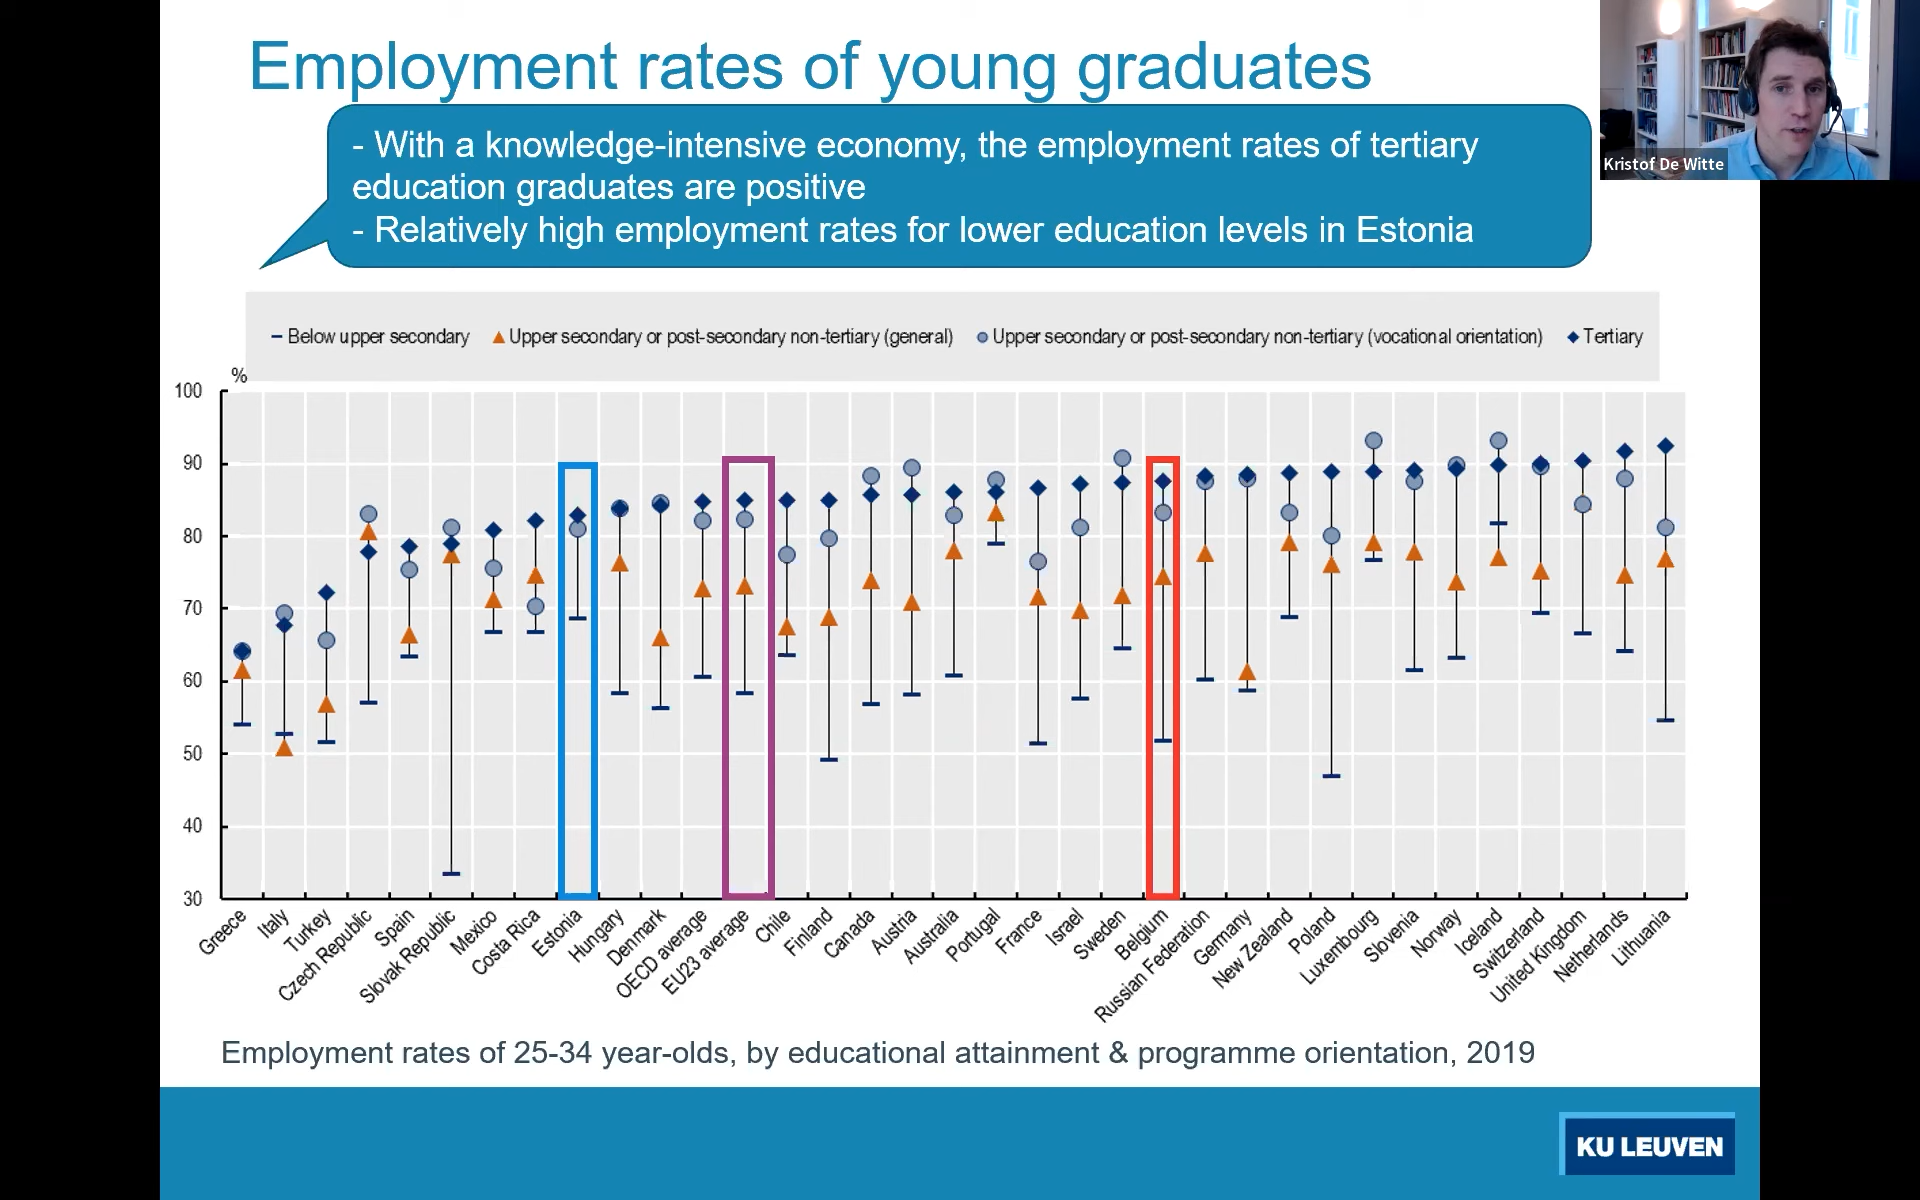 Employment rates of young graduates
Kristof De Witte
- With a knowledge-intensive economy, the employment rates of tertiary
education graduates are positive
- Relatively high employment rates for lower education levels in Estonia
Below upper secondary
Upper secondary or post-secondary non-tertiary (general)
Upper secondary or post-secondary non-tertiary (vocational orientation)
Tertiary
%
100
90
80
70
60
50
40
30
Greece
Italy
Turkey
Czech Republic
Spain
Slovak Republic
Mexico
Costa Rica
Estonia
Hungary
Denmark
OECD average
EU23 average
Chile
Finland
Canada
Austria
Australia
Portugal
France
Israel
Sweden
Belgium
Russian Federation
Germany
New Zealand
Poland
Luxembourg
Slovenia
Norway
Iceland
Switzerland
United Kingdom
Netherlands
Lithuania
Employment rates of 25-34 year-olds, by educational attainment & programme orientation, 2019
KU LEUVEN